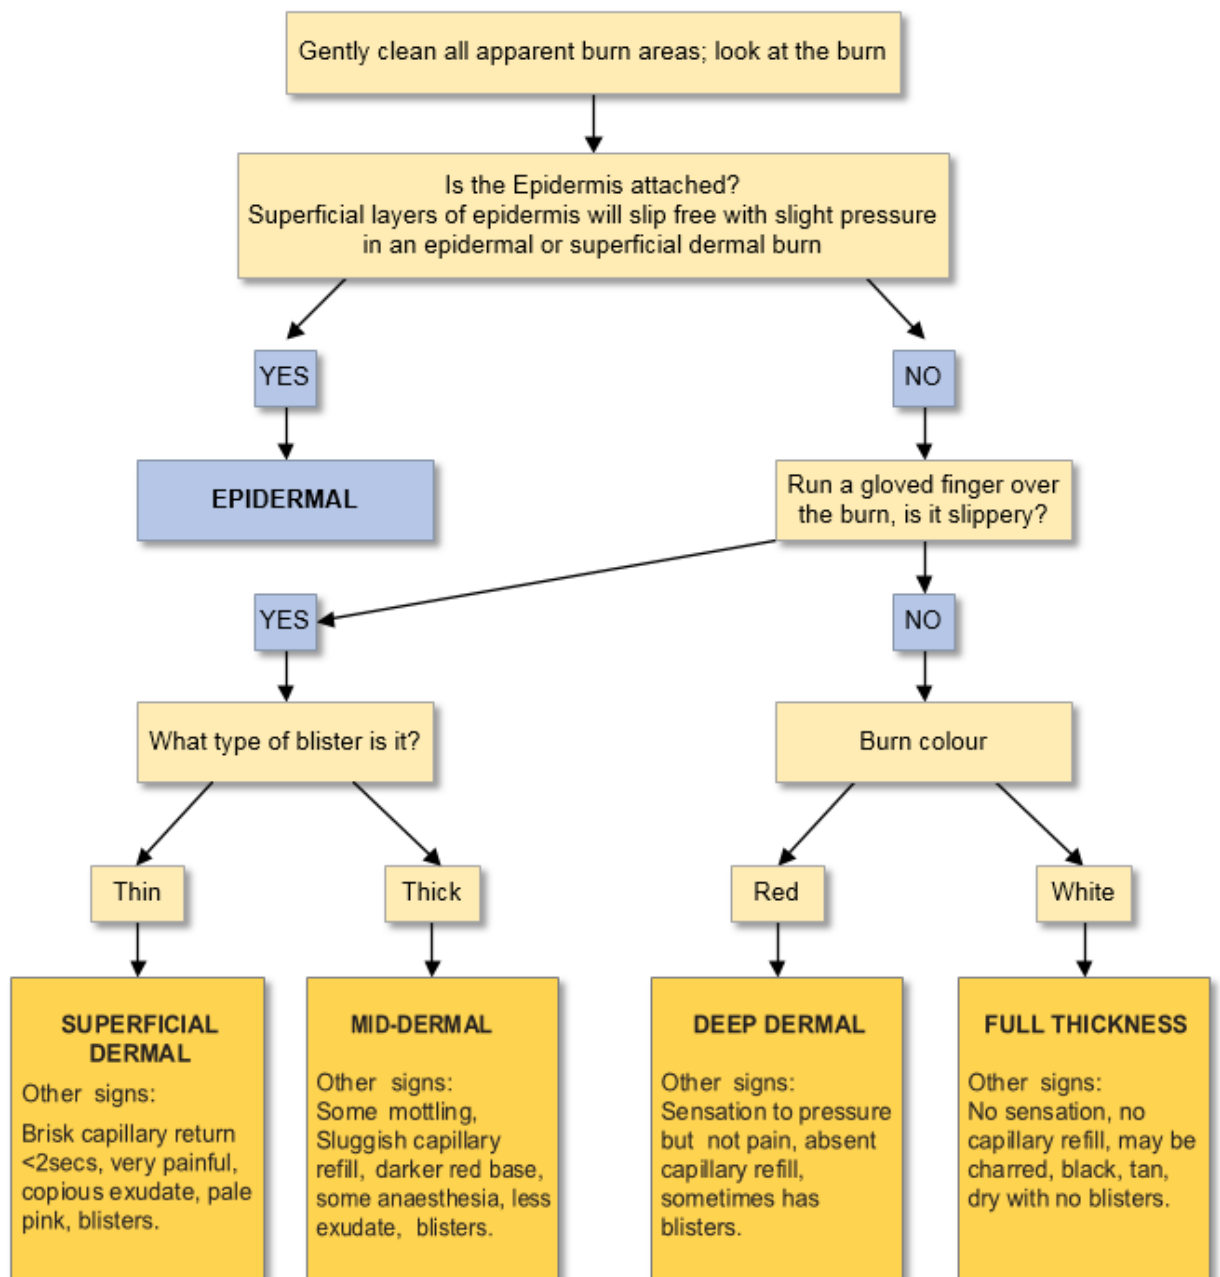 Gently clean all apparent burn areas; look at the burn
Is the Epidermis attached?
Superficial layers of epidermis will slip free with slight pressure
in an epidermal or superficial dermal burn
YES
NO
EPIDERMAL
Run a gloved finger over
the burn, is it slippery?
YES
NO
What type of blister is it?
Burn colour
Thin
Thick
Red
White
SUPERFICIAL
DERMAL
Other signs:
Brisk capillary return
<2secs, very painful,
copious exudate, pale
pink, blisters.
MID-DERMAL
Other signs:
Some mottling,
Sluggish capillary
refill, darker red base,
some anaesthesia, less
exudate, blisters.
DEEP DERMAL
Other signs:
Sensation to pressure
but not pain, absent
capillary refill,
sometimes has
blisters.
FULL THICKNESS
Other signs:
No sensation, no
capillary refill, may be
charred, black, tan,
dry with no blisters.